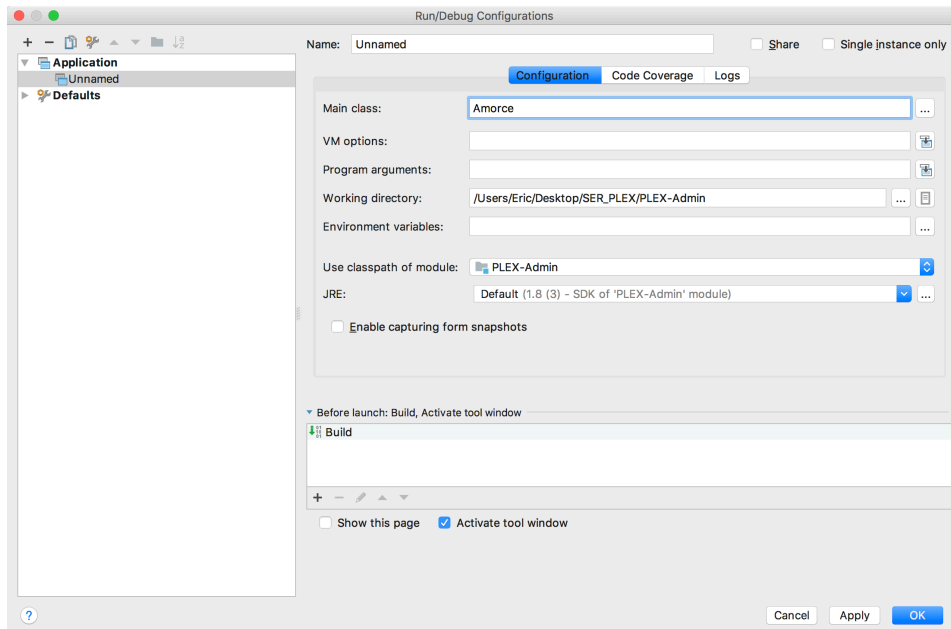 Run/Debug Configurations
Name: Unnamed
Share
Single instance only
Application
Unnamed
Defaults
Configuration Code Coverage Logs
Main class: Amorce ...
VM options:
Program arguments:
Working directory: /Users/Eric/Desktop/SER_PLEX/PLEX-Admin ...
Environment variables: ...
Use classpath of module: PLEX-Admin
JRE: Default (1.8 (3) - SDK of 'PLEX-Admin' module) ...
Enable capturing form snapshots
Before launch: Build, Activate tool window
Build
Show this page Activate tool window
? Cancel Apply OK